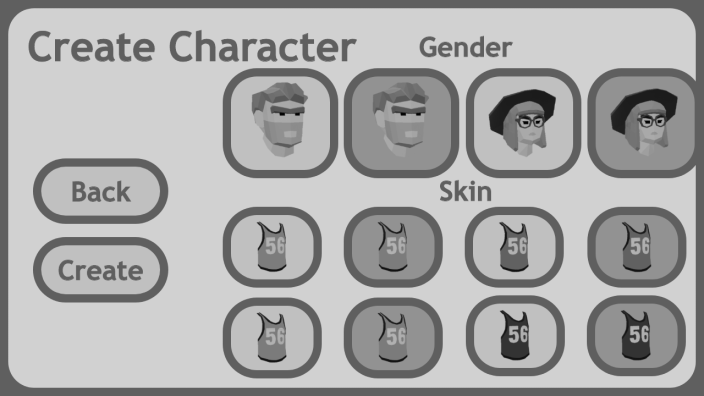 Create Character
Gender
Back
Skin
Create
56 56 56 56
56 56 56 56